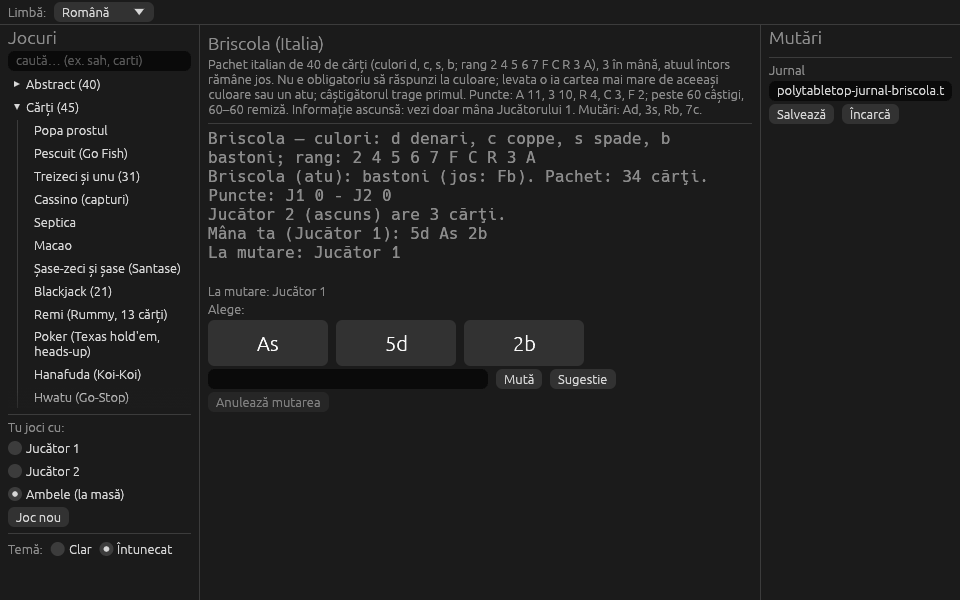 Limbă: Română
Jocuri
caută... (ex. sah, carti)
Abstract (40)
Cărți (45)
Popa prostul
Pescuit (Go Fish)
Treizeci și unu (31)
Cassino (capturi)
Septica
Macao
Șase-zeci și șase (Santase)
Blackjack (21)
Remi (Rummy, 13 cărți)
Poker (Texas hold'em,
heads-up)
Hanafuda (Koi-Koi)
Hwatu (Go-Stop)
Tu joci cu:
Jucător 1
Jucător 2
Ambele (la masă)
Joc nou
Temă: Clar Întunecat
Briscola (Italia)
Pachet italian de 40 de cărți (culori d, c, s, b; rang 2 4 5 6 7 F C R 3 A), 3 în mână, atuul întors
rămâne jos. Nu e obligatoriu să răspunzi la culoare; levata o ia cartea mai mare de aceeași
culoare sau un atu; câștigătorul trage primul. Puncte: A 11, 3 10, R 4, C 3, F 2; peste 60 câștigi,
60–60 remiză. Informație ascunsă: vezi doar mâna Jucătorului 1. Mutări: Ad, 3s, Rb, 7c.
Briscola — culori: d denari, c coppe, s spade, b
bastoni; rang: 2 4 5 6 7 F C R 3 A
Briscola (atu): bastoni (jos: Fb). Pachet: 34 cărți.
Puncte: J1 0 - J2 0
Jucător 2 (ascuns) are 3 cărți.
Mâna ta (Jucător 1): 5d As 2b
La mutare: Jucător 1
La mutare: Jucător 1
Alege:
As 5d 2b
Mută Sugestie
Anulează mutarea
Mutări
Jurnal
polytabletop-jurnal-briscola.t
Salvează Încarcă